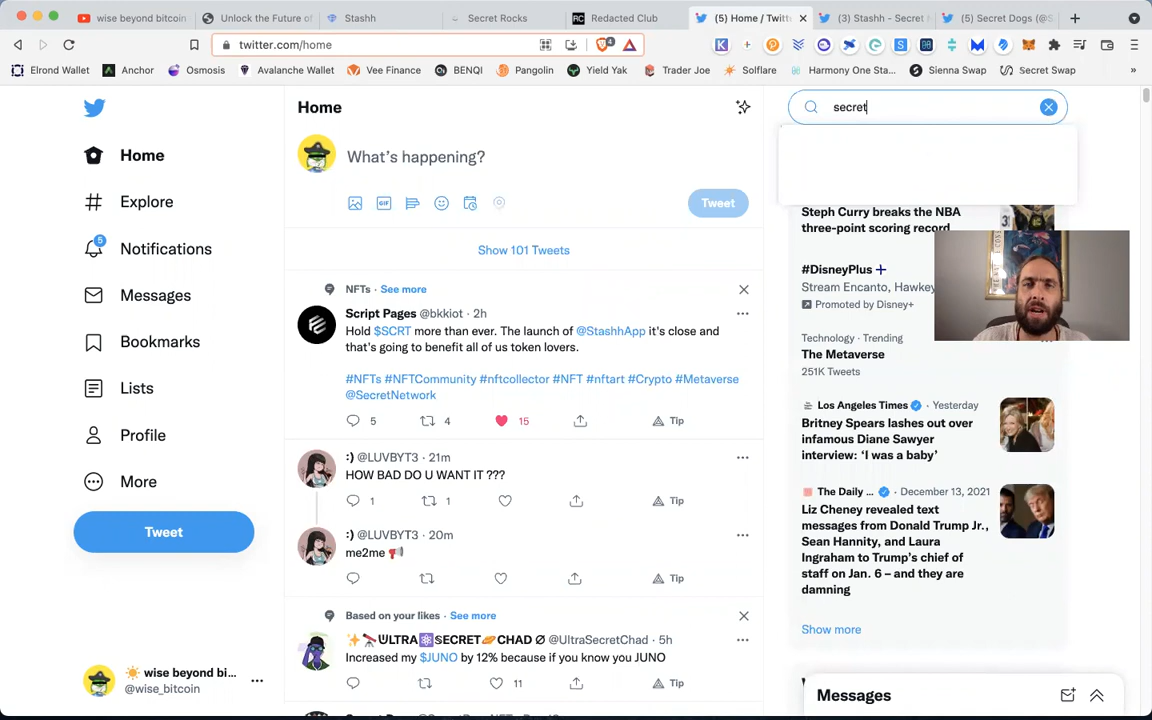 wise beyond bitcoin
Unlock the Future of
Stashh
Secret Rocks
Redacted Club
(5) Home / Twitt
(3) Stashh - Secret
(5) Secret Dogs (@S
twitter.com/home
Elrond Wallet
Anchor
Osmosis
Avalanche Wallet
Vee Finance
BENQI
Pangolin
Yield Yak
Trader Joe
Solflare
Harmony One Sta...
Sienna Swap
Secret Swap
Home
Explore
Notifications
5
Messages
Bookmarks
Lists
Profile
More
Tweet
wise beyond bi...
@wise_bitcoin
Home
What's happening?
GIF
Tweet
Show 101 Tweets
NFTs · See more
Script Pages @bkkiot · 2h
Hold $SCRT more than ever. The launch of @StashhApp it's close and
that's going to benefit all of us token lovers.
#NFTs #NFTCommunity #nftcollector #NFT #nftart #Crypto #Metaverse
@SecretNetwork
5 4 15 Tip
:) @LUVBYT3 · 21m
HOW BAD DO U WANT IT ???
1 1 Tip
:) @LUVBYT3 · 20m
me2me
Tip
Based on your likes · See more
ULTRA SECRET CHAD Ø @UltraSecretChad · 5h
Increased my $JUNO by 12% because if you know you JUNO
11 Tip
secret
Steph Curry breaks the NBA
three-point scoring record
#DisneyPlus
Stream Encanto, Hawkey
Promoted by Disney+
Technology · Trending
The Metaverse
251K Tweets
Los Angeles Times · Yesterday
Britney Spears lashes out over
infamous Diane Sawyer
interview: 'I was a baby'
The Daily ... · December 13, 2021
Liz Cheney revealed text
messages from Donald Trump Jr.,
Sean Hannity, and Laura
Ingraham to Trump's chief of
staff on Jan. 6 – and they are
damning
Show more
Messages